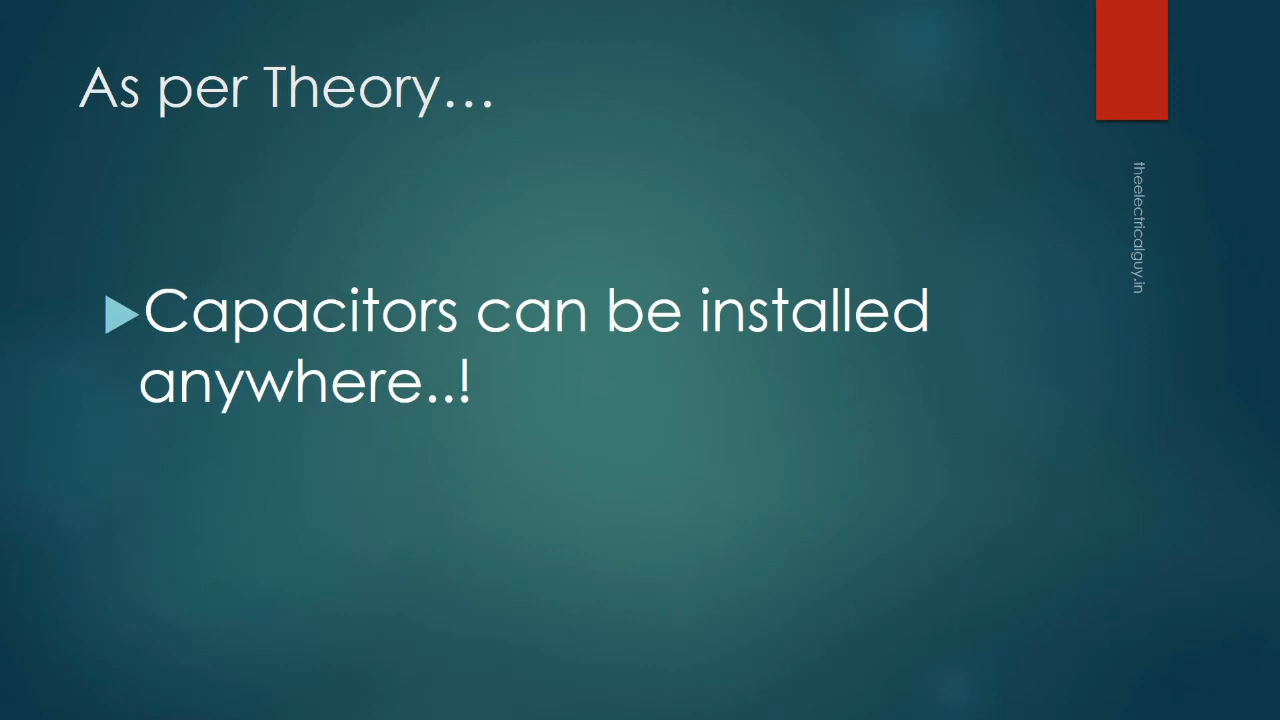 As per Theory…
Capacitors can be installed
anywhere..!
theelectricalguy.in